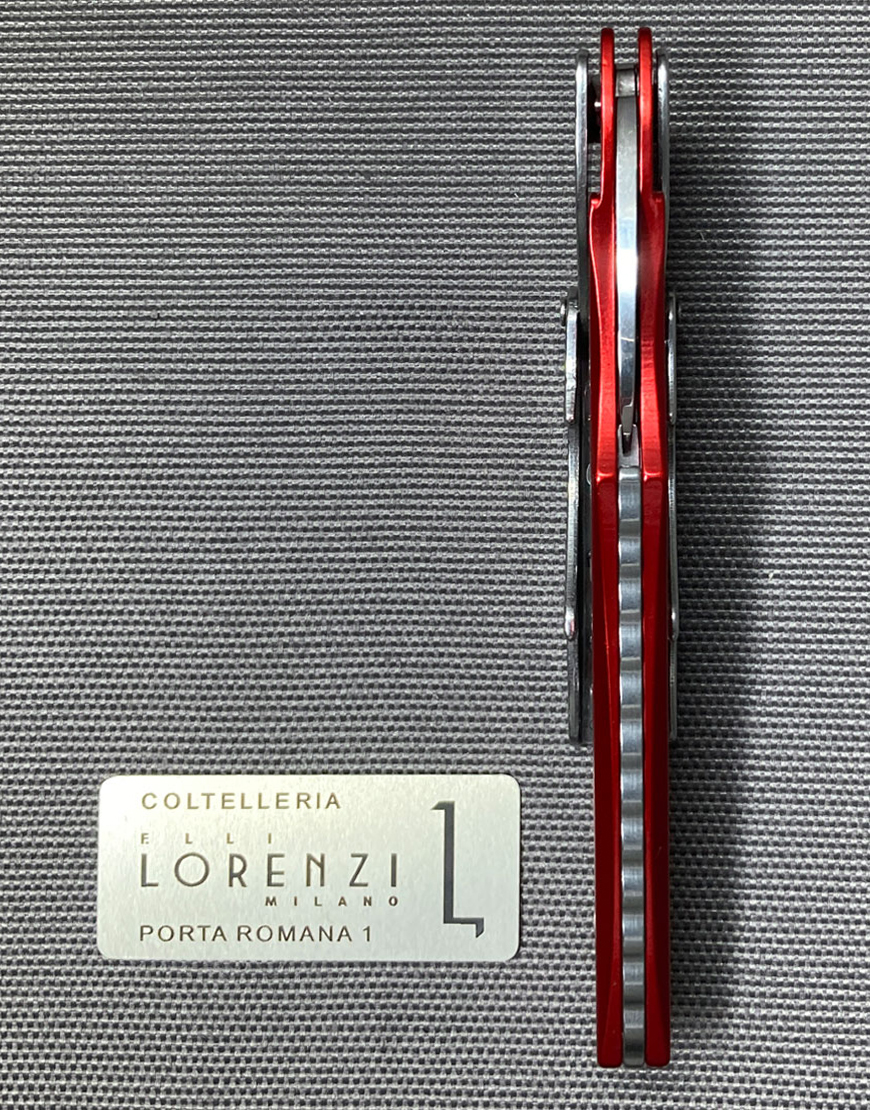 COLTELLERIA
F.LLI
LORENZI
MILANO
PORTA ROMANA 1